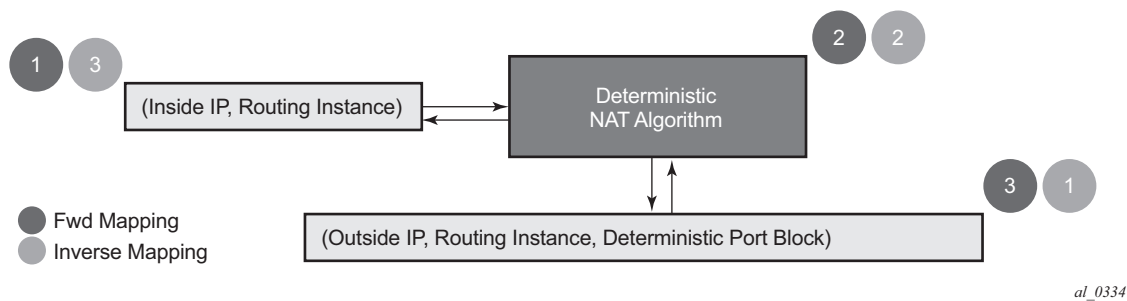 2 2
1 3
Deterministic
NAT Algorithm
(Inside IP, Routing Instance)
3 1
Fwd Mapping
(Outside IP, Routing Instance, Deterministic Port Block)
Inverse Mapping
al_0334